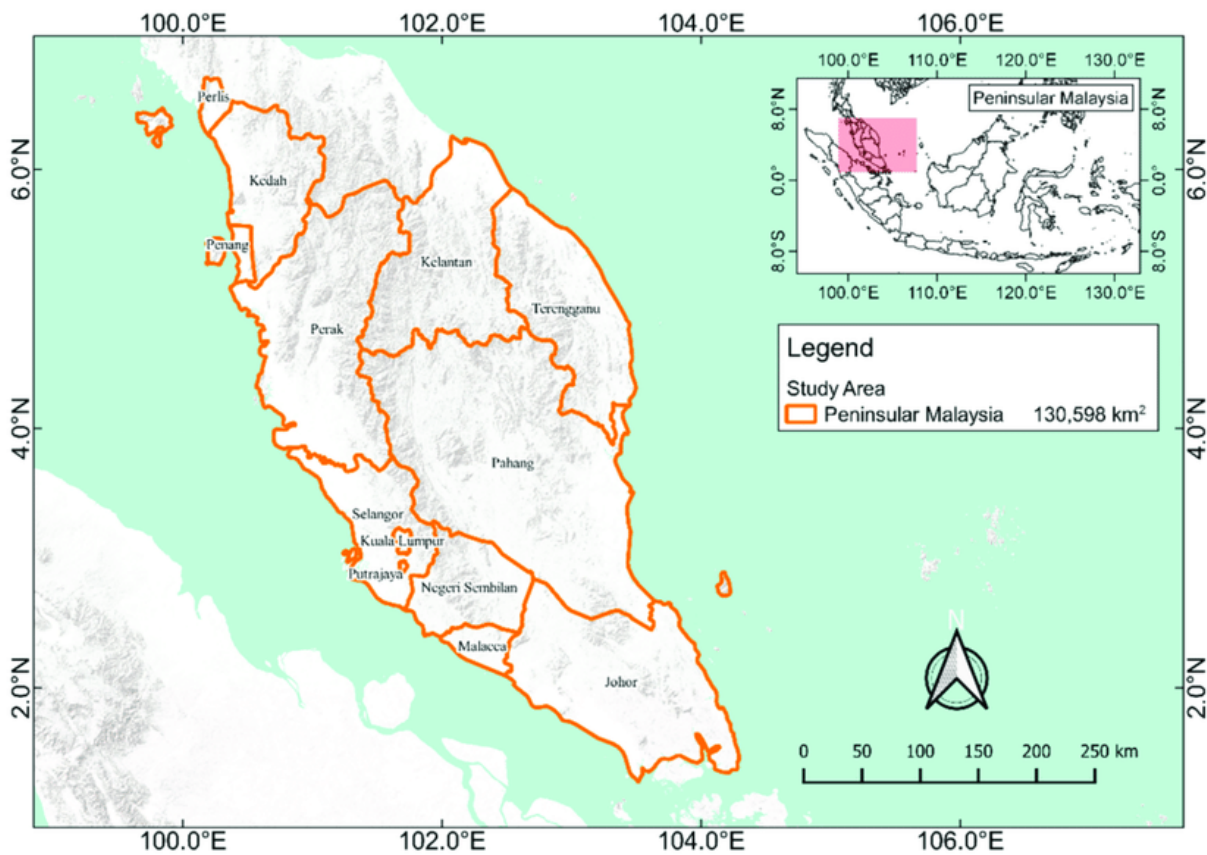 100.0°E 102.0°E 104.0°E 106.0°E
100.0°E 110.0°E 120.0°E 130.0°E
Peninsular Malaysia
8.0°N 8.0°N
0.0° 0.0°
8.0°S 8.0°S
100.0°E 110.0°E 120.0°E 130.0°E
6.0°N 6.0°N
Perlis
Kedah
Penang
Kelantan
Terengganu
Perak
Legend
Study Area
Peninsular Malaysia 130,598 km²
4.0°N 4.0°N
Pahang
Selangor
Kuala Lumpur
Putrajaya
Negeri Sembilan
Malacca
Johor
N
2.0°N 2.0°N
0 50 100 150 200 250 km
100.0°E 102.0°E 104.0°E 106.0°E